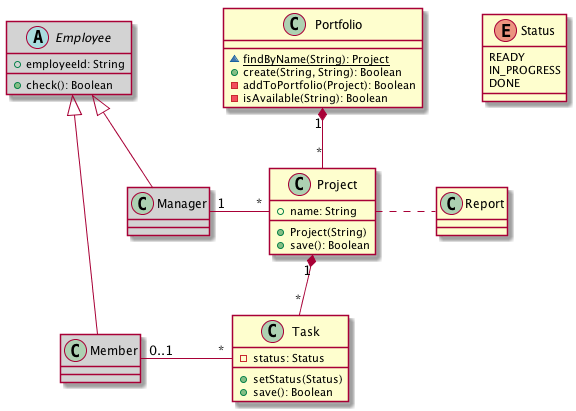 A Employee
employeeId: String
check(): Boolean
C Portfolio
findByName(String): Project
create(String, String): Boolean
addToPortfolio(Project): Boolean
isAvailable(String): Boolean
E Status
READY
IN_PROGRESS
DONE
1
*
C Manager
1
*
C Project
name: String
Project(String)
save(): Boolean
C Report
1
*
C Member
0..1
*
C Task
status: Status
setStatus(Status)
save(): Boolean